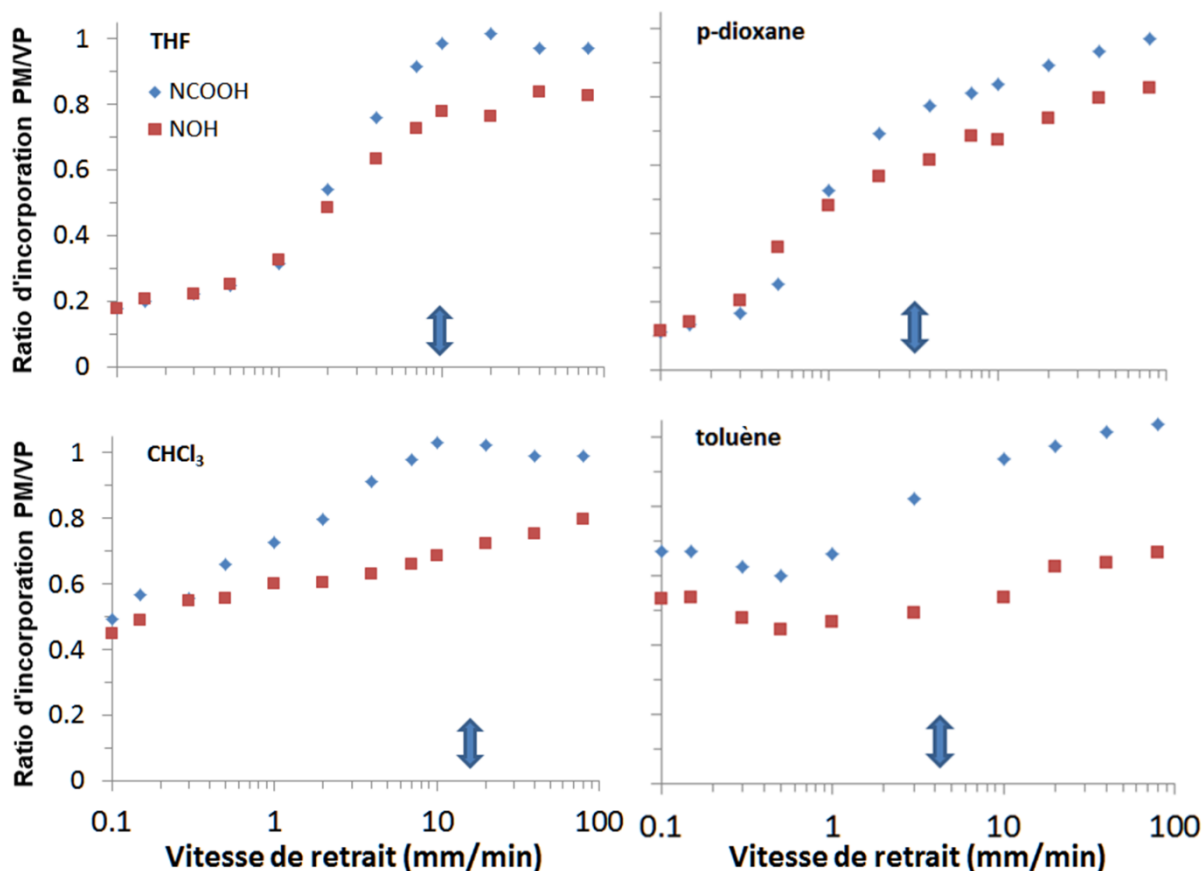 THF
NCOOH
NOH
Ratio d'incorporation PM/VP
1
0.8
0.6
0.4
0.2
0
p-dioxane
CHCl₃
Ratio d'incorporation PM/VP
1
0.8
0.6
0.4
0.2
0
0.1 1 10 100
Vitesse de retrait (mm/min)
toluène
0.1 1 10 100
Vitesse de retrait (mm/min)